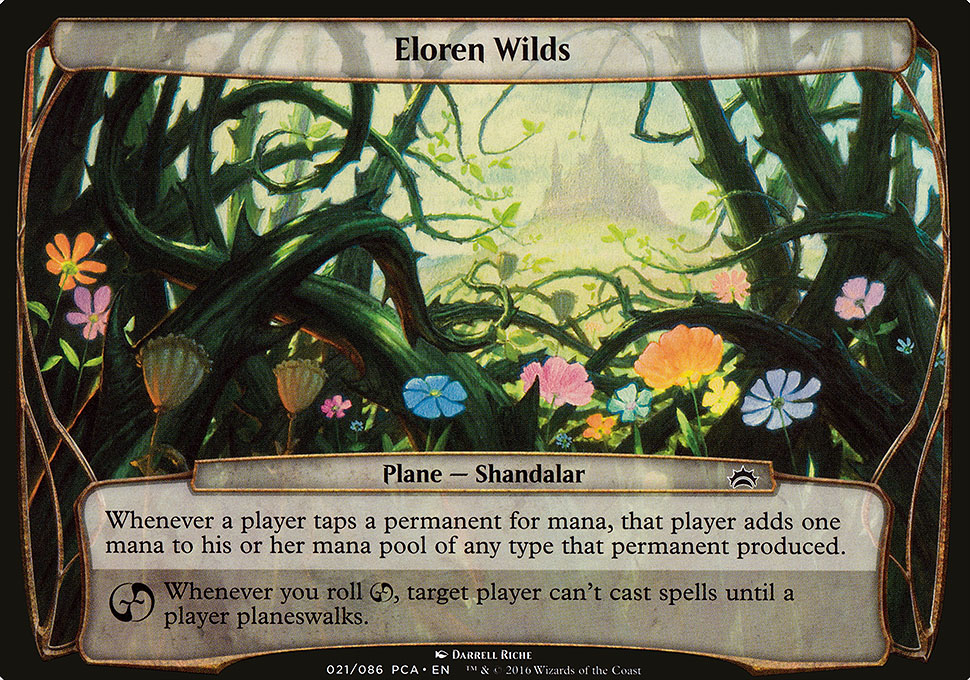 Eloren Wilds
Plane — Shandalar
Whenever a player taps a permanent for mana, that player adds one
mana to his or her mana pool of any type that permanent produced.
Whenever you roll , target player can't cast spells until a
player planeswalks.
DARRELL RICHE
021/086 PCA • EN ™ & © 2016 Wizards of the Coast